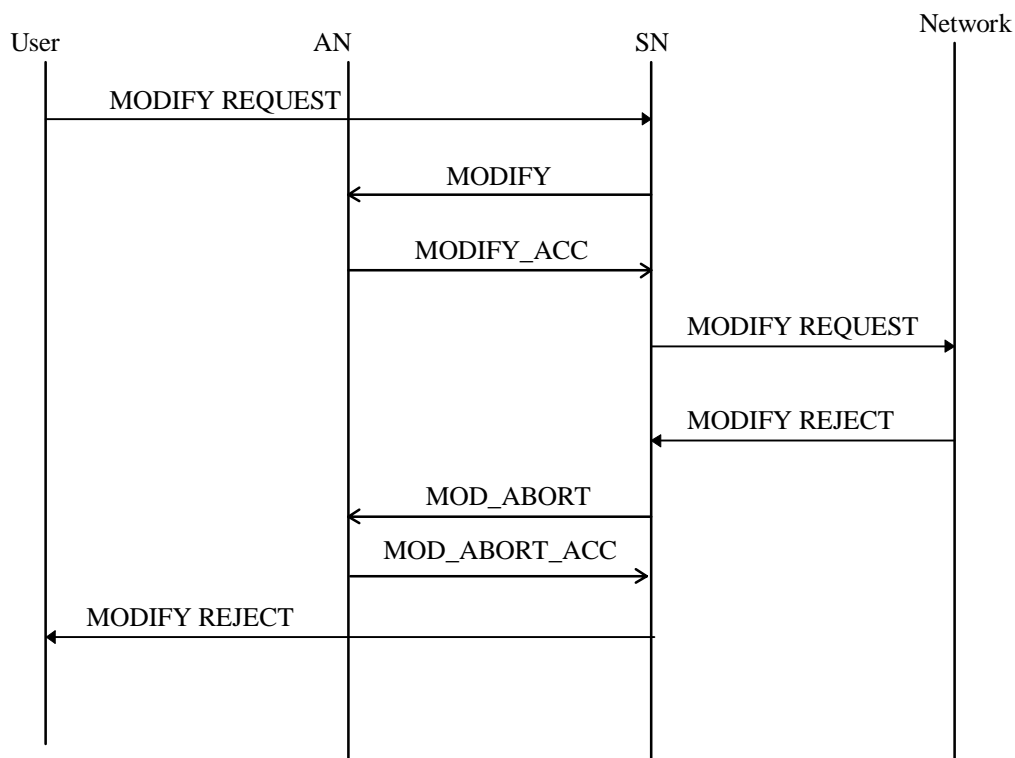 Network
User
AN
SN
MODIFY REQUEST
MODIFY
MODIFY_ACC
MODIFY REQUEST
MODIFY REJECT
MOD_ABORT
MOD_ABORT_ACC
MODIFY REJECT